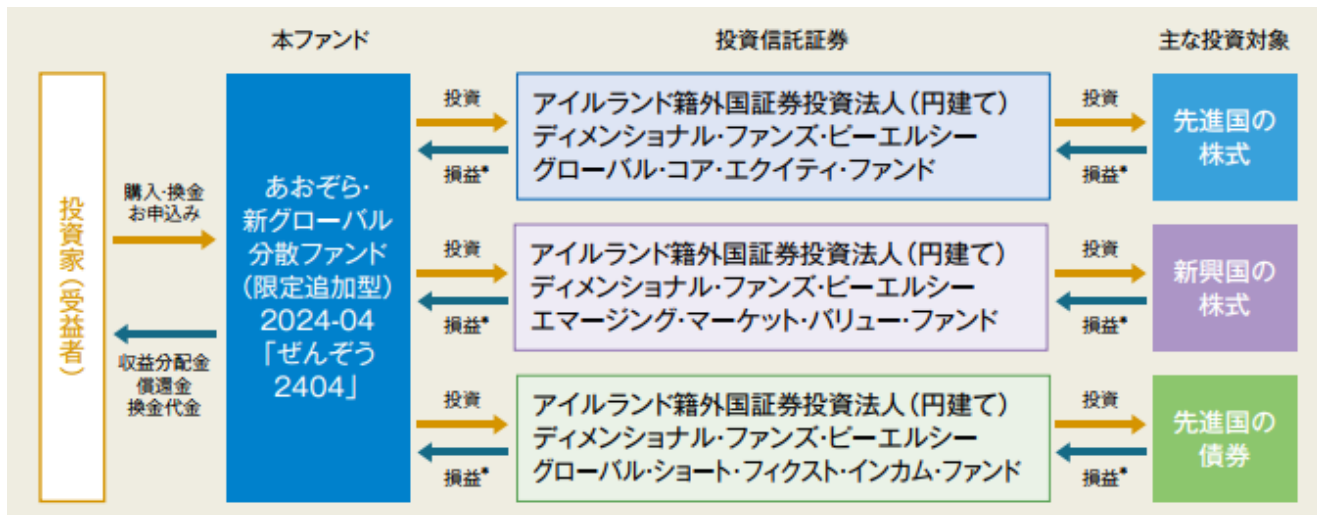 本ファンド
投資信託証券
主な投資対象
投資家（受益者）
購入・換金
お申込み
収益分配金
償還金
換金代金
あおぞら・
新グローバル
分散ファンド
（限定追加型）
2024-04
「ぜんぞう
2404」
投資
損益*
アイルランド籍外国証券投資法人（円建て）
ディメンショナル・ファンズ・ピーエルシー
グローバル・コア・エクイティ・ファンド
投資
損益*
先進国の
株式
投資
損益*
アイルランド籍外国証券投資法人（円建て）
ディメンショナル・ファンズ・ピーエルシー
エマージング・マーケット・バリュー・ファンド
投資
損益*
新興国の
株式
投資
損益*
アイルランド籍外国証券投資法人（円建て）
ディメンショナル・ファンズ・ピーエルシー
グローバル・ショート・フィクスト・インカム・ファンド
投資
損益*
先進国の
債券